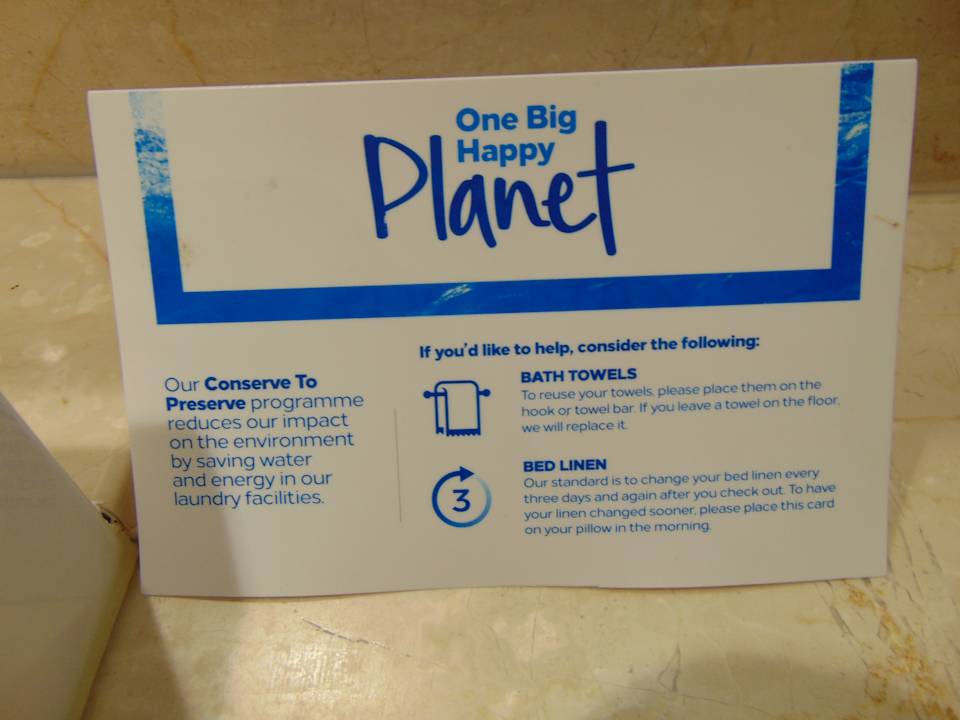 One Big
Happy
Planet
Our Conserve To
Preserve programme
reduces our impact
on the environment
by saving water
and energy in our
laundry facilities.
If you'd like to help, consider the following:
BATH TOWELS
To reuse your towels, please place them on the
hook or towel bar. If you leave a towel on the floor,
we will replace it.
3
BED LINEN
Our standard is to change your bed linen every
three days and again after you check out. To have
your linen changed sooner, please place this card
on your pillow in the morning.